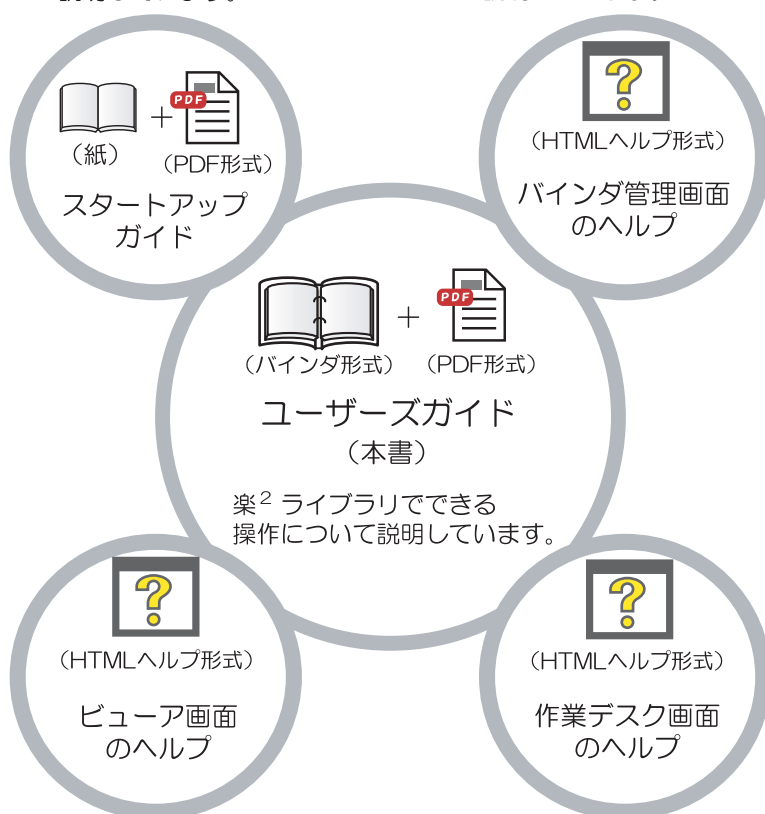 PDF
+
（紙）
（PDF形式）
スタートアップ
ガイド
?
（HTMLヘルプ形式）
バインダ管理画面
のヘルプ
PDF
+
（バインダ形式）
（PDF形式）
ユーザーズガイド
（本書）
楽² ライブラリでできる
操作について説明しています。
?
（HTMLヘルプ形式）
ビューア画面
のヘルプ
?
（HTMLヘルプ形式）
作業デスク画面
のヘルプ